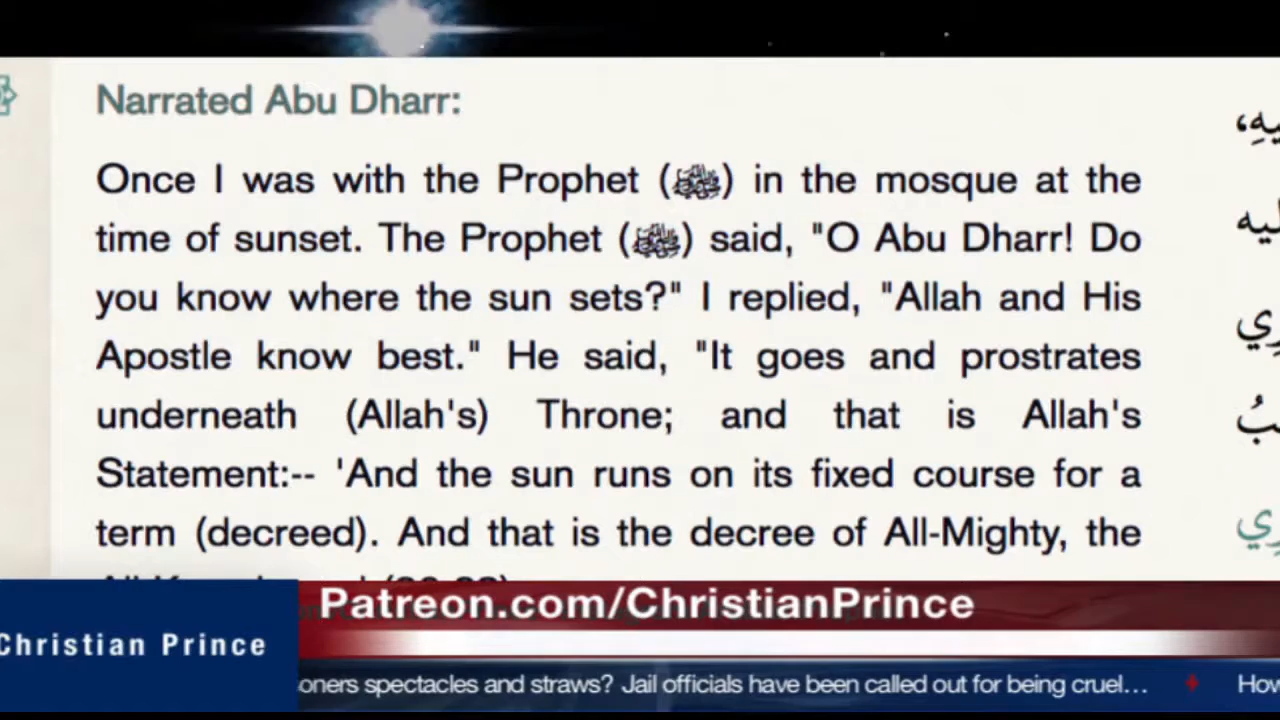 Narrated Abu Dharr:
Once I was with the Prophet (ﷺ) in the mosque at the
time of sunset. The Prophet (ﷺ) said, "O Abu Dharr! Do
you know where the sun sets?" I replied, "Allah and His
Apostle know best." He said, "It goes and prostrates
underneath (Allah's) Throne; and that is Allah's
Statement:-- 'And the sun runs on its fixed course for a
term (decreed). And that is the decree of All-Mighty, the
Patreon.com/ChristianPrince
Christian Prince
oners spectacles and straws? Jail officials have been called out for being cruel...
How